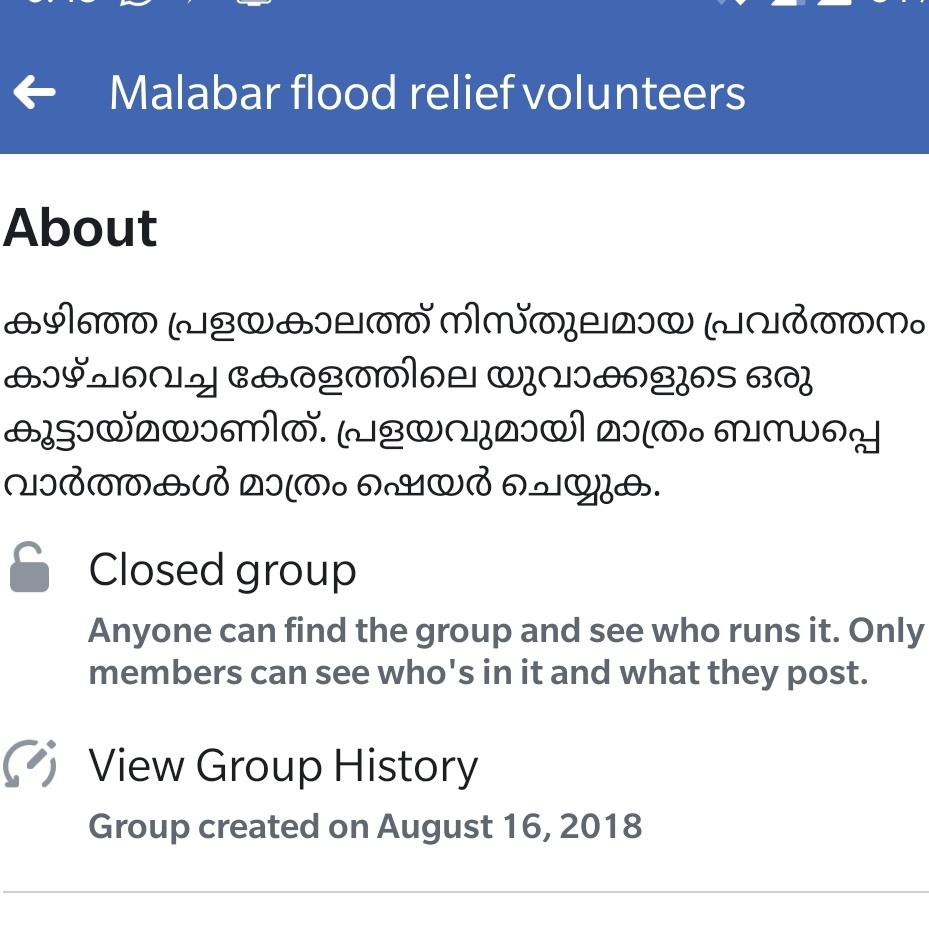 Malabar flood relief volunteers
About
കഴിഞ്ഞ പ്രളയകാലത്ത് നിസ്തുലമായ പ്രവർത്തനം
കാഴ്ചവെച്ച കേരളത്തിലെ യുവാക്കളുടെ ഒരു
കൂട്ടായ്മയാണിത്. പ്രളയവുമായി മാത്രം ബന്ധപ്പെ
വാർത്തകൾ മാത്രം ഷെയർ ചെയ്യുക.
Closed group
Anyone can find the group and see who runs it. Only
members can see who's in it and what they post.
View Group History
Group created on August 16, 2018